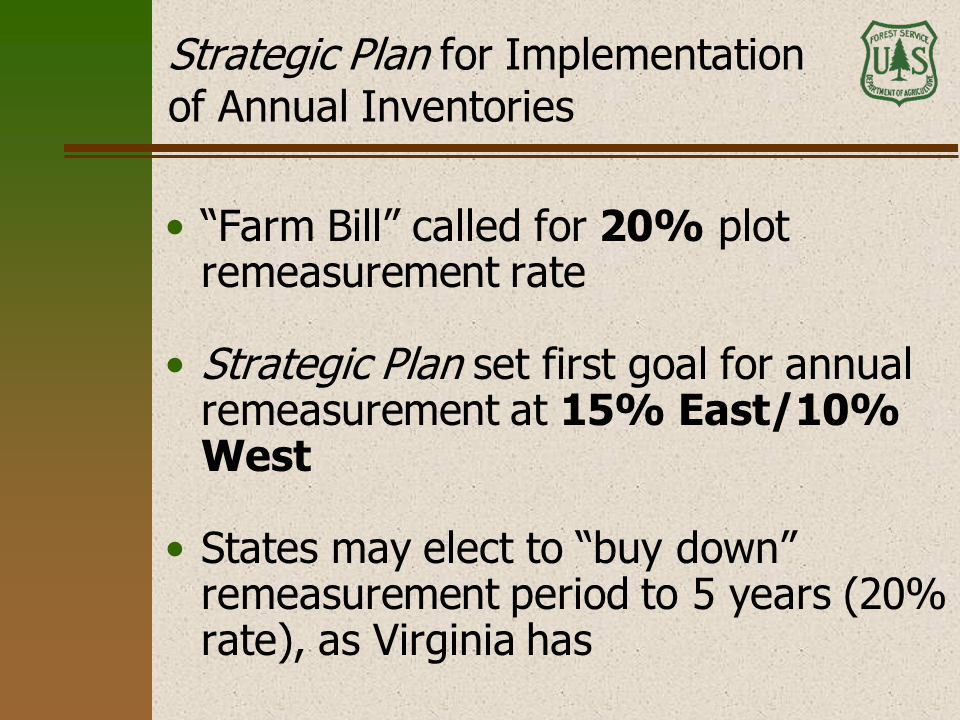 Strategic Plan for Implementation
of Annual Inventories
FOREST SERVICE
U S
DEPARTMENT OF AGRICULTURE
• “Farm Bill” called for 20% plot
remeasurement rate
• Strategic Plan set first goal for annual
remeasurement at 15% East/10%
West
• States may elect to “buy down”
remeasurement period to 5 years (20%
rate), as Virginia has